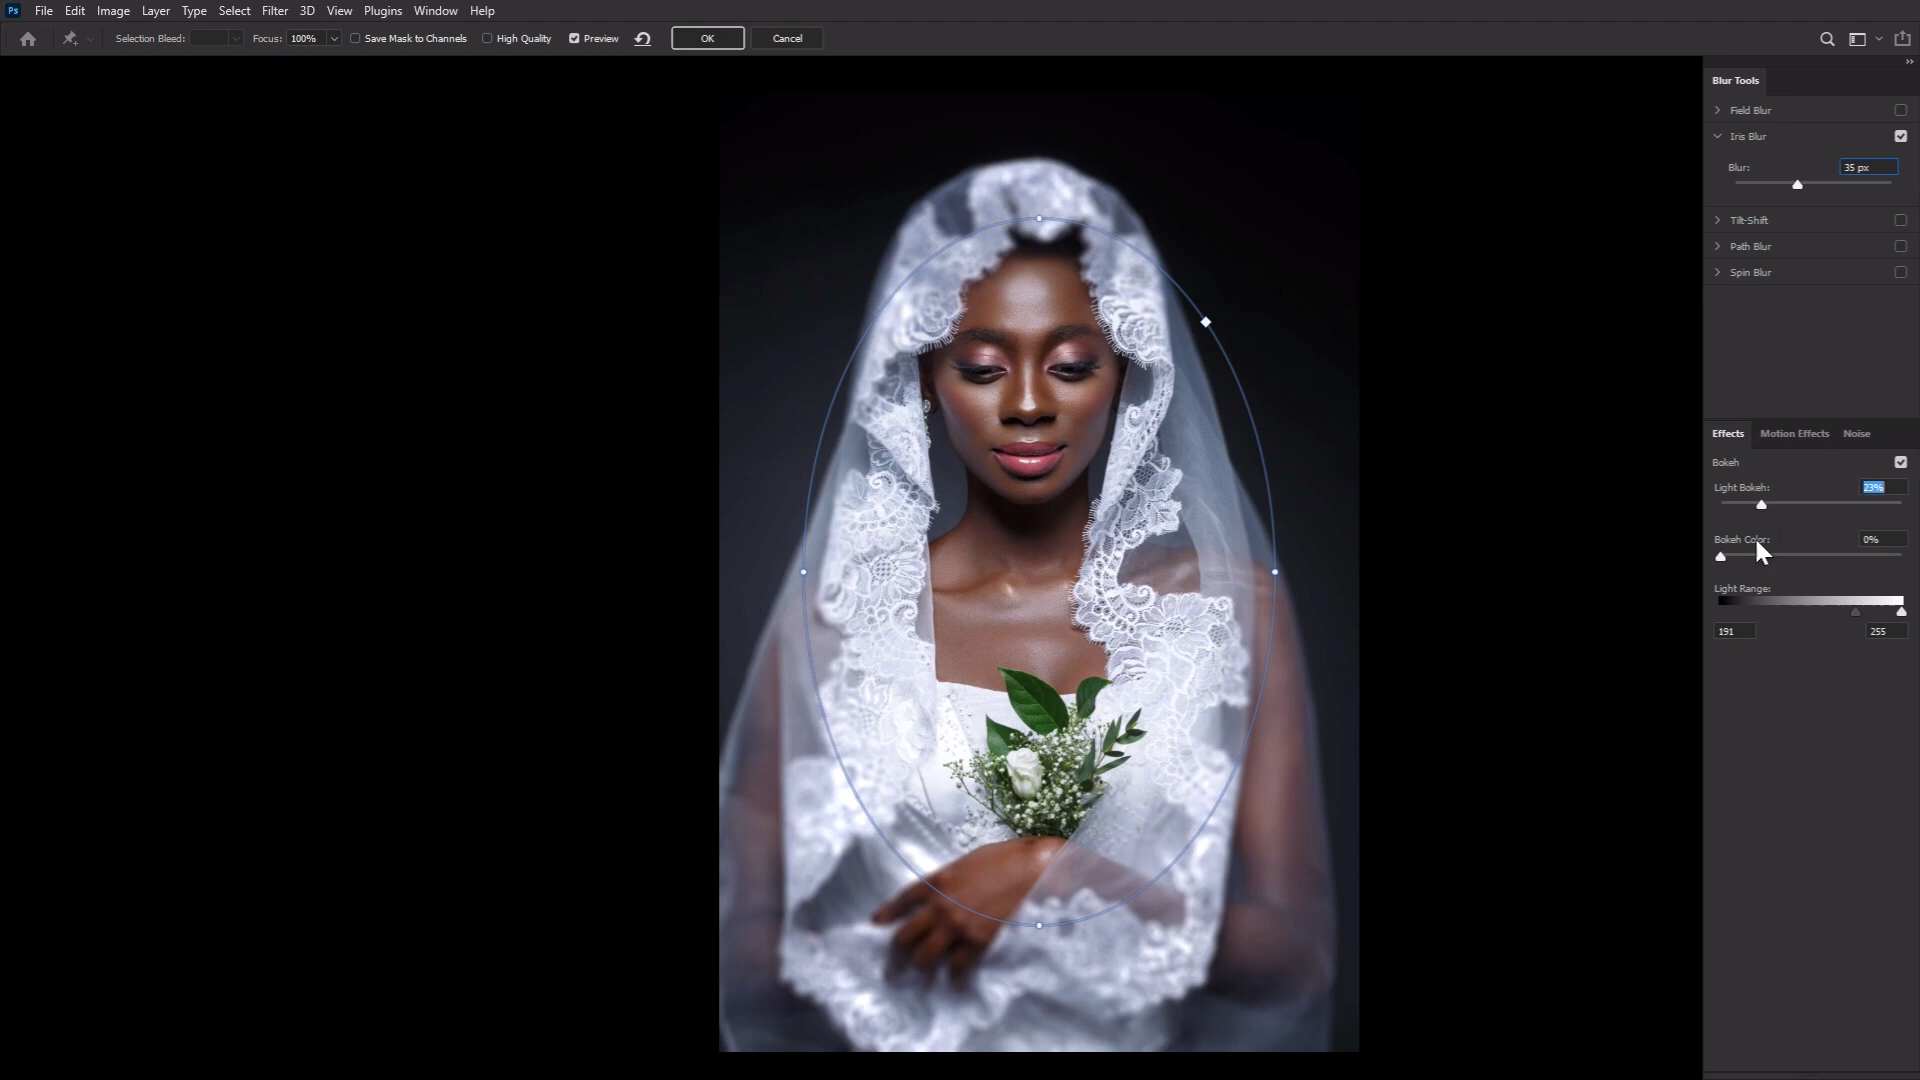 Ps File Edit Image Layer Type Select Filter 3D View Plugins Window Help
Selection Bleed: Focus: 100% Save Mask to Channels High Quality Preview OK Cancel
Blur Tools
Field Blur
Iris Blur
Blur: 35 px
Tilt-Shift
Path Blur
Spin Blur
Effects Motion Effects Noise
Bokeh
Light Bokeh: 23%
Bokeh Color: 0%
Light Range:
191 255